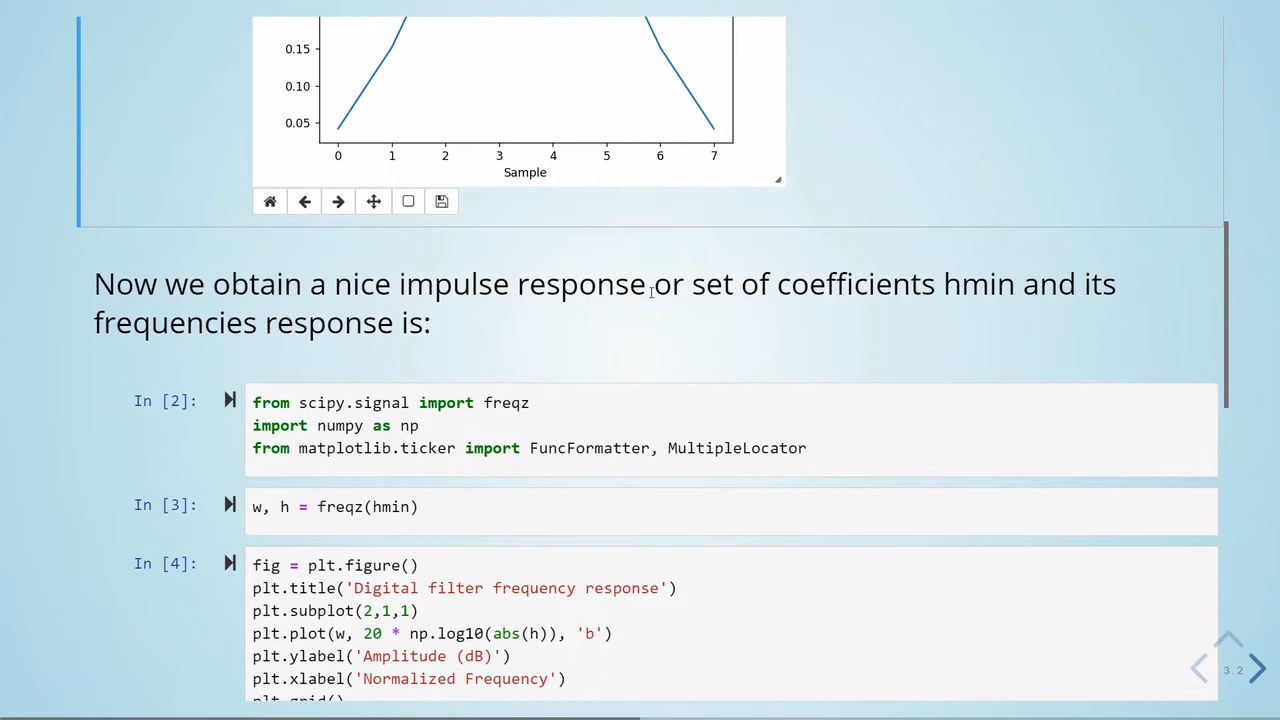 0.15
0.10
0.05
0 1 2 3 4 5 6 7
Sample
Now we obtain a nice impulse response or set of coefficients hmin and its
frequencies response is:
In [2]:
from scipy.signal import freqz
import numpy as np
from matplotlib.ticker import FuncFormatter, MultipleLocator
In [3]:
w, h = freqz(hmin)
In [4]:
fig = plt.figure()
plt.title('Digital filter frequency response')
plt.subplot(2,1,1)
plt.plot(w, 20 * np.log10(abs(h)), 'b')
plt.ylabel('Amplitude (dB)')
plt.xlabel('Normalized Frequency')
plt.grid()
3.2